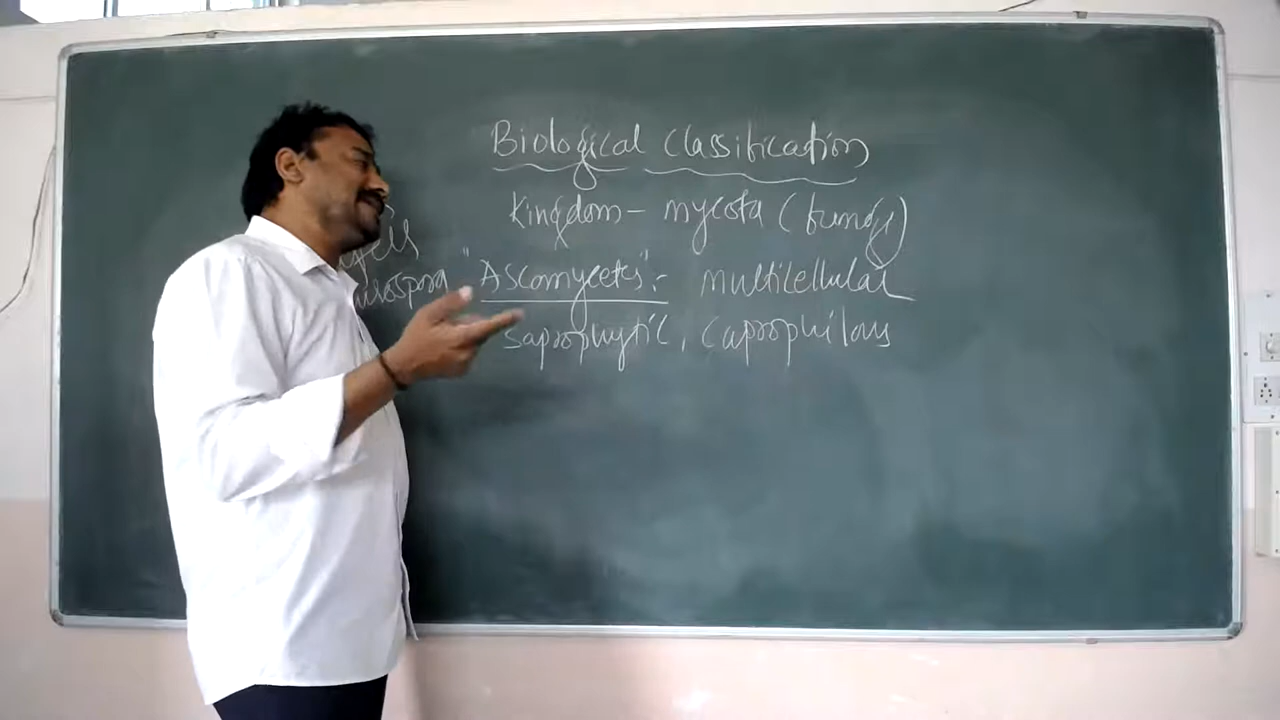 Biological classification
Kingdom - mycota (fungi)
"Ascomycetes" :- multicellular
saprophytic, caprophilous